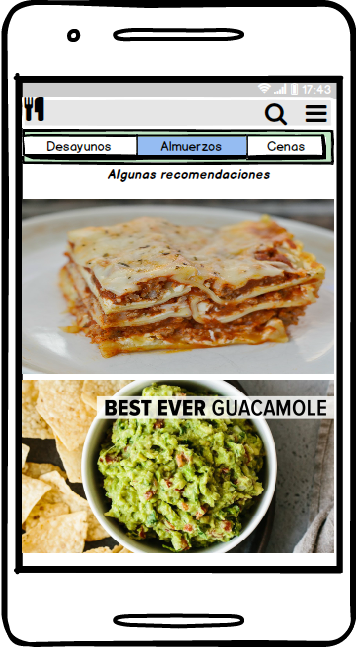 17:43
Desayunos Almuerzos Cenas
Algunas recomendaciones
BEST EVER GUACAMOLE